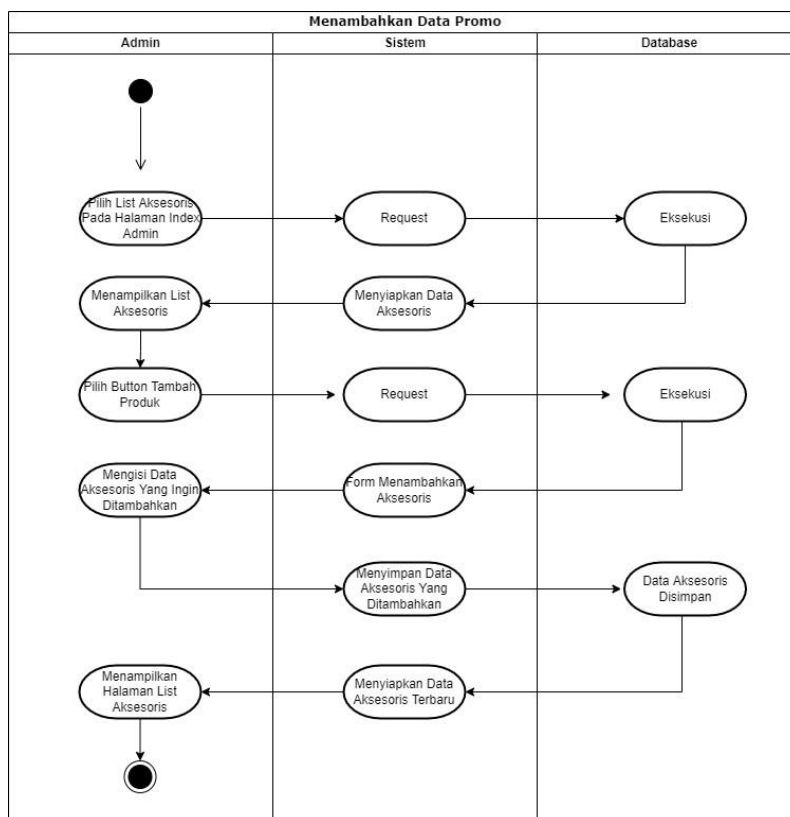 Menambahkan Data Promo
Admin
Sistem
Database
Pilih List Aksesoris
Pada Halaman Index
Admin
Request
Eksekusi
Menampilkan List
Aksesoris
Menyiapkan Data
Aksesoris
Pilih Button Tambah
Produk
Request
Eksekusi
Mengisi Data
Aksesoris Yang Ingin
Ditambahkan
Form Menambahkan
Aksesoris
Menyimpan Data
Aksesoris Yang
Ditambahkan
Data Aksesoris
Disimpan
Menampilkan
Halaman List
Aksesoris
Menyiapkan Data
Aksesoris Terbaru